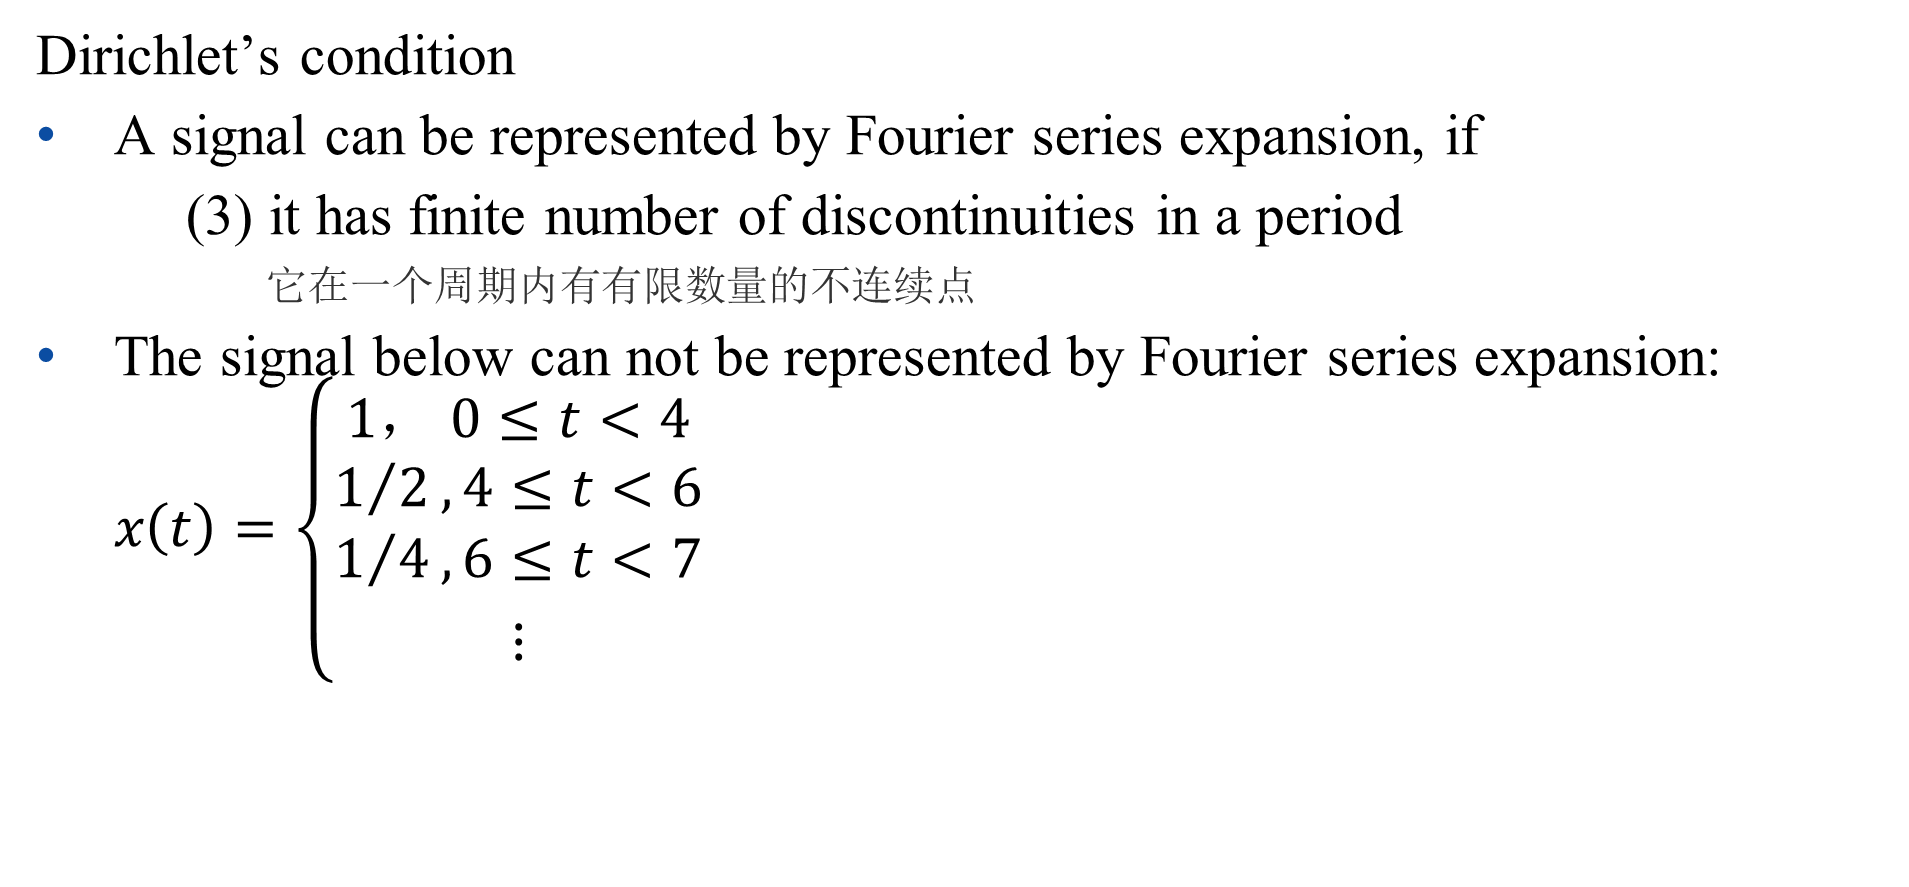 Dirichlet’s condition
• A signal can be represented by Fourier series expansion, if
(3) it has finite number of discontinuities in a period
它在一个周期内有有限数量的不连续点
• The signal below can not be represented by Fourier series expansion:
1， 0 ≤ t < 4
1/2 , 4 ≤ t < 6
x(t) = {
1/4 , 6 ≤ t < 7
⋮